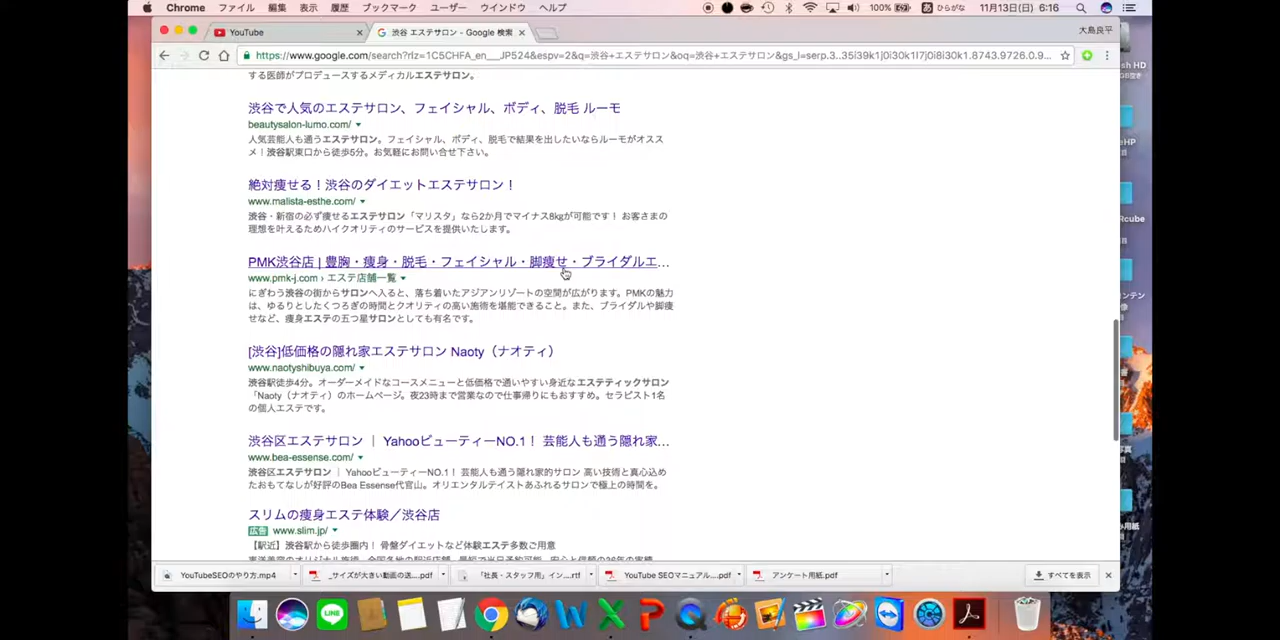 Chrome ファイル 編集 表示 履歴 ブックマーク ユーザー ウインドウ ヘルプ 100% あ ひらがな 11月13日(日) 6:16
YouTube 渋谷 エステサロン - Google 検索 大島良平
https://www.google.com/search?rlz=1C5CHFA_en___JP524&espv=2&q=渋谷+エステサロン&oq=渋谷+エステサロン&gs_l=serp.3...35i39k1j0i30k1l7j0i8i30k1.8743.9726.0.9...
する医師がプロデュースするメディカルエステサロン。
渋谷で人気のエステサロン、フェイシャル、ボディ、脱毛 ルーモ
beautysalon-lumo.com/
人気芸能人も通うエステサロン。フェイシャル、ボディ、脱毛で結果を出したいならルーモがオスス
メ | 渋谷駅東口から徒歩5分。お気軽にお問い合せ下さい。
絶対痩せる！渋谷のダイエットエステサロン！
www.malista-esthe.com/
渋谷・新宿の必ず痩せるエステサロン「マリスタ」なら2か月でマイナス8kgが可能です！ お客さまの
理想を叶えるためハイクオリティのサービスを提供いたします。
PMK渋谷店 | 豊胸・痩身・脱毛・フェイシャル・脚痩せ・ブライダルエ...
www.pmk-j.com › エステ店舗一覧
にぎわう渋谷の街からサロンへ入ると、落ち着いたアジアンリゾートの空間が広がります。PMKの魅力
は、ゆるりとしたくつろぎの時間とクオリティの高い施術を堪能できること。また、ブライダルや脚痩
せなど、痩身エステの五つ星サロンとしても有名です。
[渋谷]低価格の隠れ家エステサロン Naoty（ナオティ）
www.naotyshibuya.com/
渋谷駅徒歩4分。オーダーメイドなコースメニューと低価格で通いやすい身近なエステティックサロン
「Naoty（ナオティ）のホームページ。夜23時まで営業なので仕事帰りにもおすすめ。セラピスト1名
の個人エステです。
渋谷区エステサロン ｜ YahooビューティーNO.1！ 芸能人も通う隠れ家...
www.bea-essense.com/
渋谷区エステサロン ｜ YahooビューティーNO.1！ 芸能人も通う隠れ家的サロン 高い技術と真心込め
たおもてなしが好評のBea Essense代官山。オリエンタルテイストあふれるサロンで極上の時間を。
スリムの痩身エステ体験／渋谷店
広告 www.slim.jp/
【駅近】渋谷駅から徒歩圏内！ 骨盤ダイエットなど体験エステ多数ご用意
YouTubeSEOのやり方.mp4 _サイズが大きい動画の送....pdf 「社長・スタッフ用」イン....rtf YouTube SEOマニュアル....pdf アンケート用紙.pdf すべてを表示
LINE